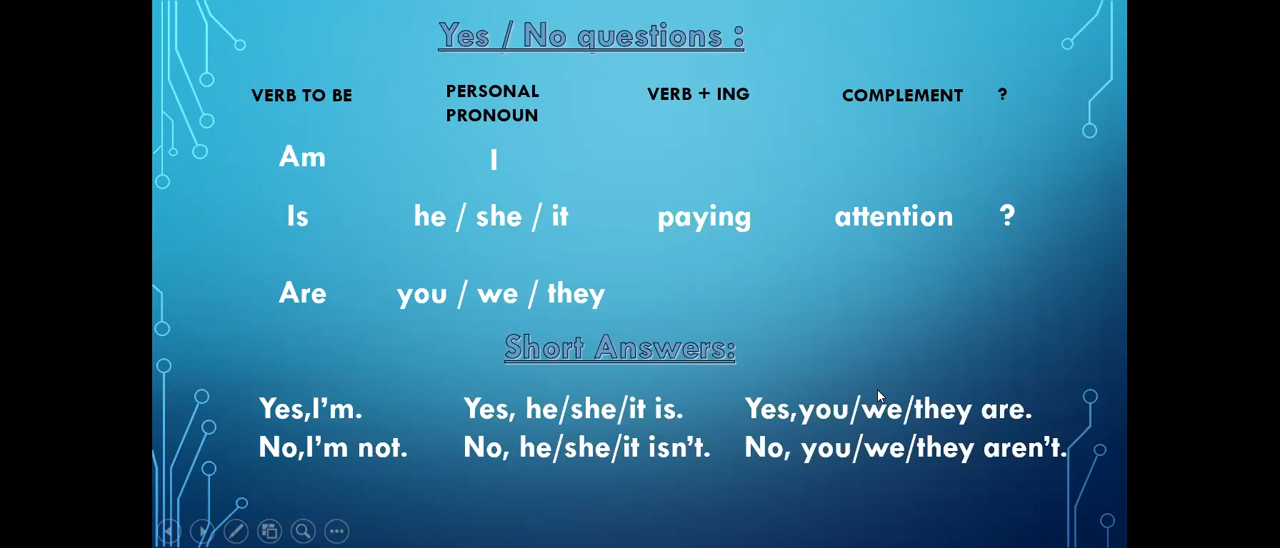 Yes / No questions :
VERB TO BE PERSONAL PRONOUN VERB + ING COMPLEMENT ?
Am I
Is he / she / it paying attention ?
Are you / we / they
Short Answers:
Yes,I'm. Yes, he/she/it is. Yes,you/we/they are.
No,I'm not. No, he/she/it isn't. No, you/we/they aren't.